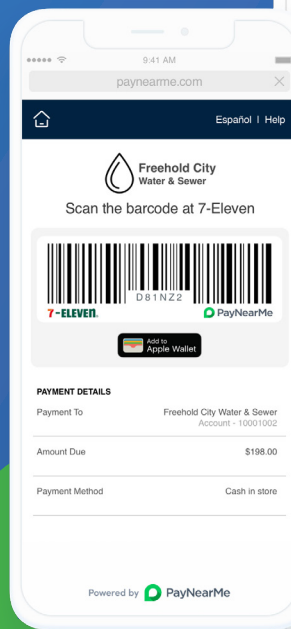 9:41 AM
paynearme.com
Español | Help
Freehold City
Water & Sewer
Scan the barcode at 7-Eleven
D81NZ2
7-ELEVEn.
PayNearMe
Add to
Apple Wallet
PAYMENT DETAILS
Payment To Freehold City Water & Sewer
Account - 10001002
Amount Due $198.00
Payment Method Cash in store
Powered by PayNearMe